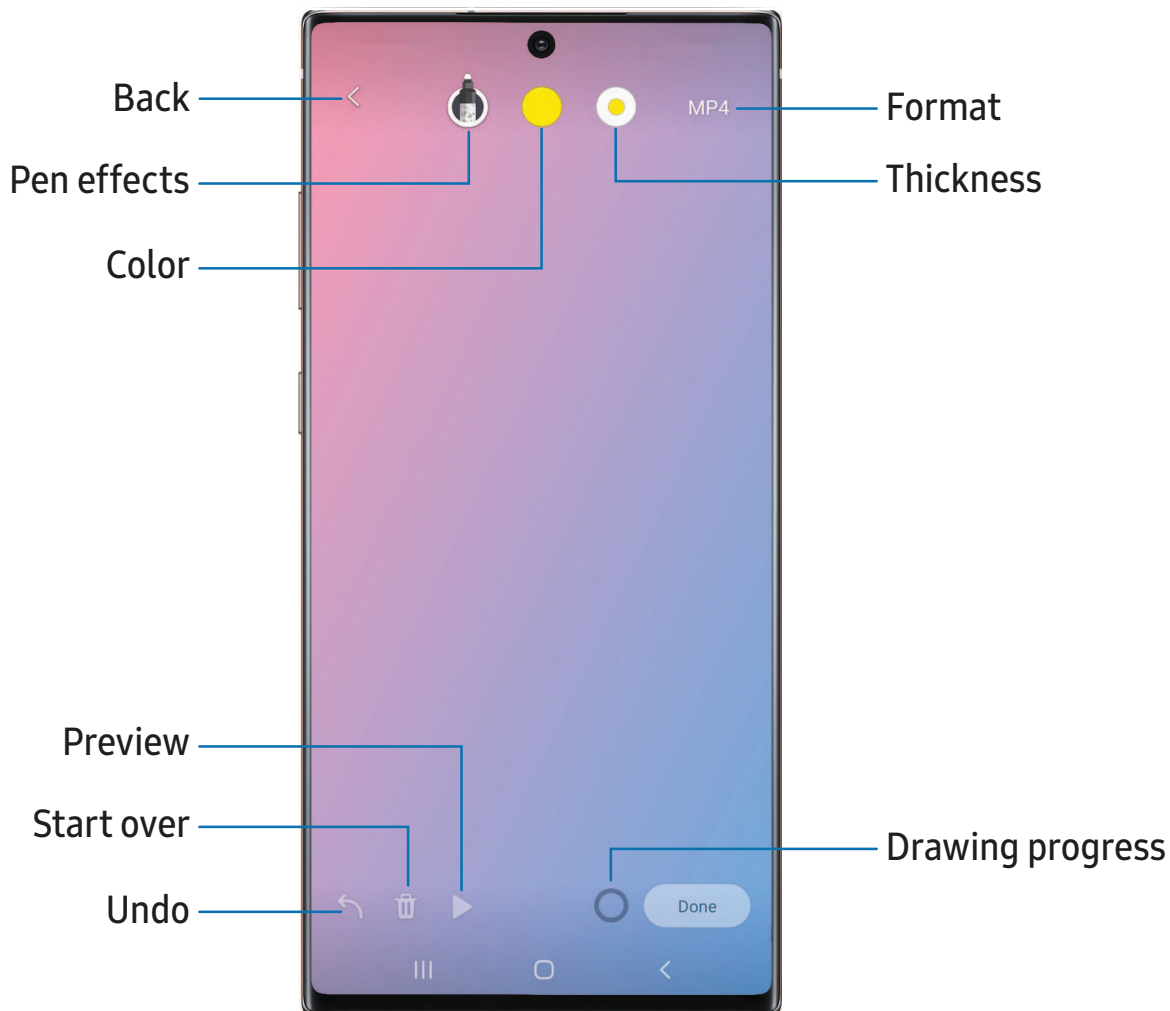 Back
MP4
Format
Pen effects
Thickness
Color
Preview
Start over
Drawing progress
Undo
Done